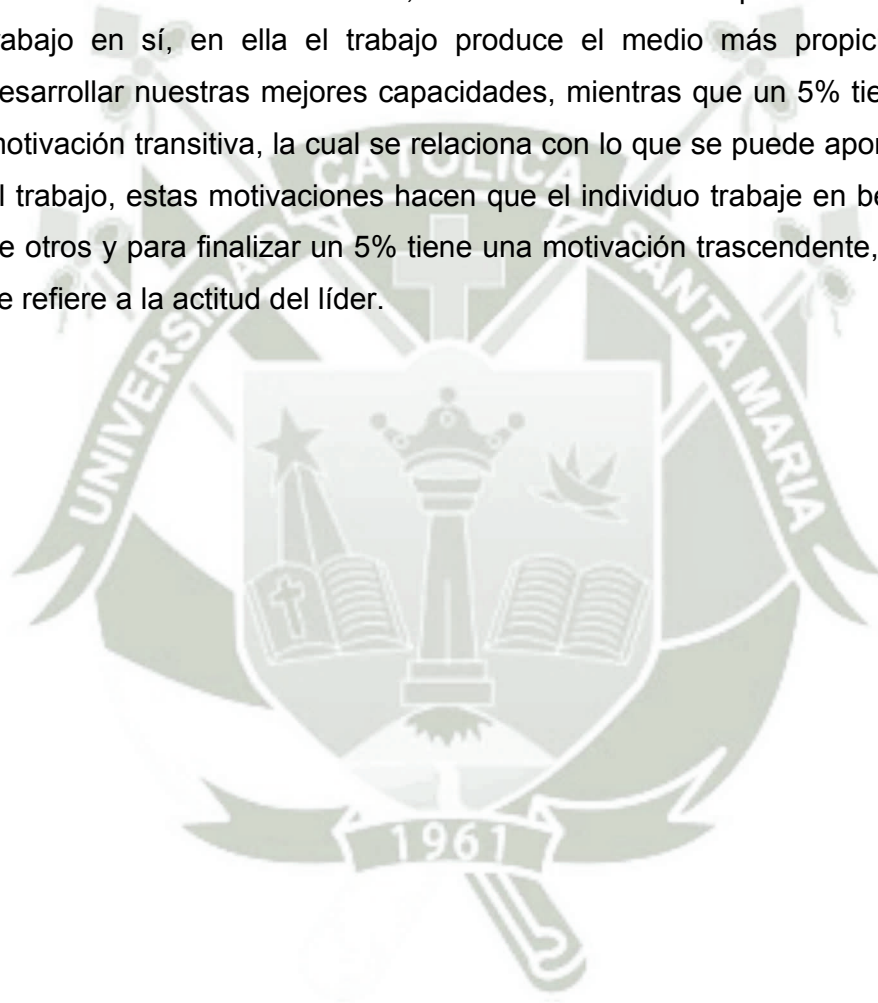 rabajo en sí, en ella el trabajo produce el medio más propic
esarrollar nuestras mejores capacidades, mientras que un 5% tie
notivación transitiva, la cual se relaciona con lo que se puede apor
l trabajo, estas motivaciones hacen que el individuo trabaje en be
e otros y para finalizar un 5% tiene una motivación trascendente,
e refiere a la actitud del líder.
UNIVERSIDAD CATOLICA SANTA MARIA
1961